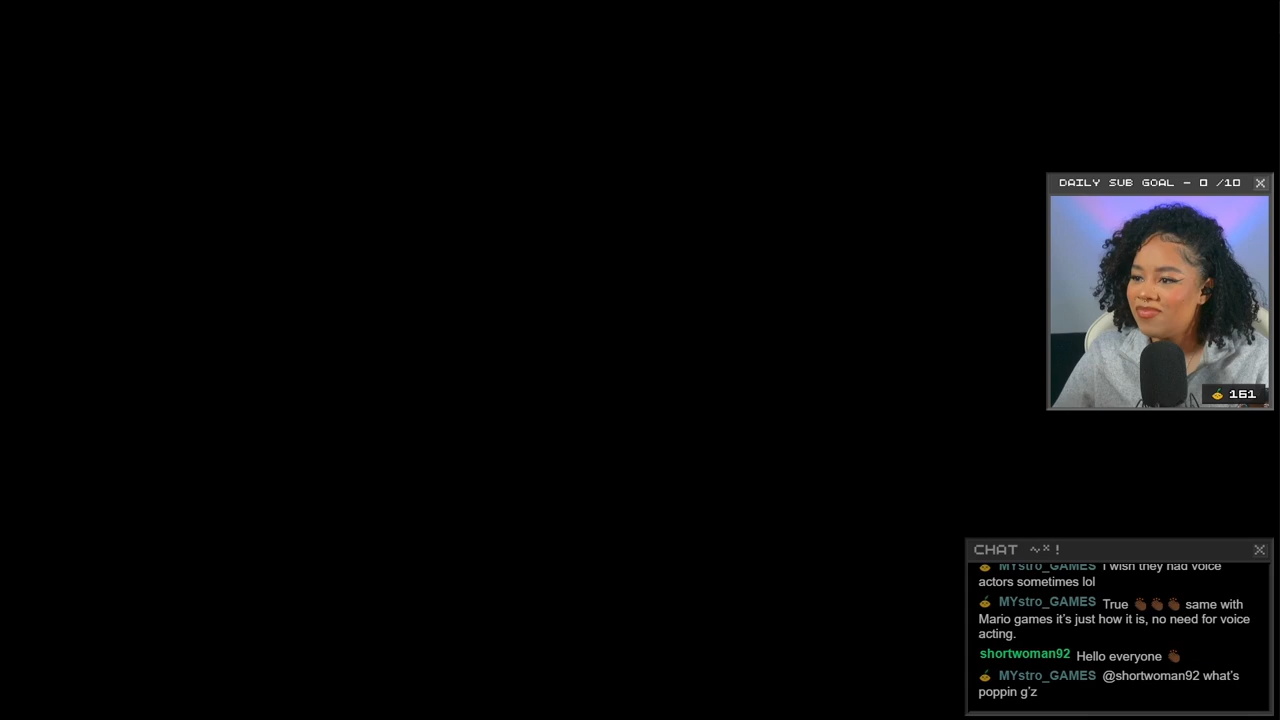 DAILY SUB GOAL - 0 /10
161
CHAT ~*!
MYstro_GAMES I wish they had voice
actors sometimes lol
MYstro_GAMES True 👏🏾 👏🏾 👏🏾 same with
Mario games it's just how it is, no need for voice
acting.
shortwoman92 Hello everyone 👏🏾
MYstro_GAMES @shortwoman92 what's
poppin g'z